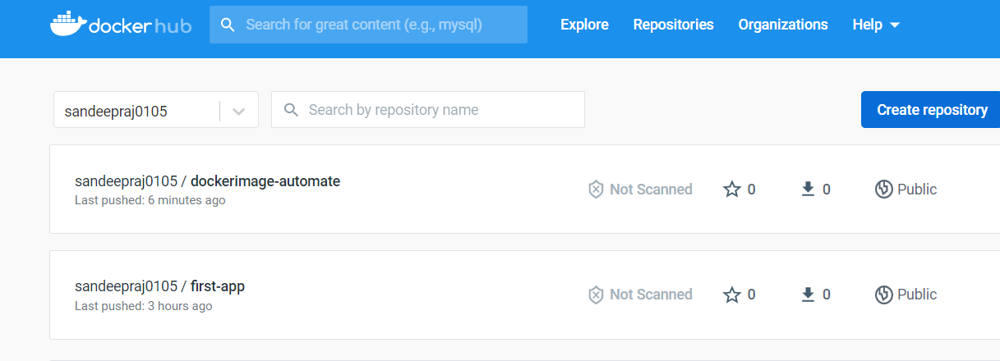 docker hub Search for great content (e.g., mysql) Explore Repositories Organizations Help
sandeepraj0105 Search by repository name Create repository
sandeepraj0105 / dockerimage-automate Not Scanned 0 0 Public
Last pushed: 6 minutes ago
sandeepraj0105 / first-app Not Scanned 0 0 Public
Last pushed: 3 hours ago